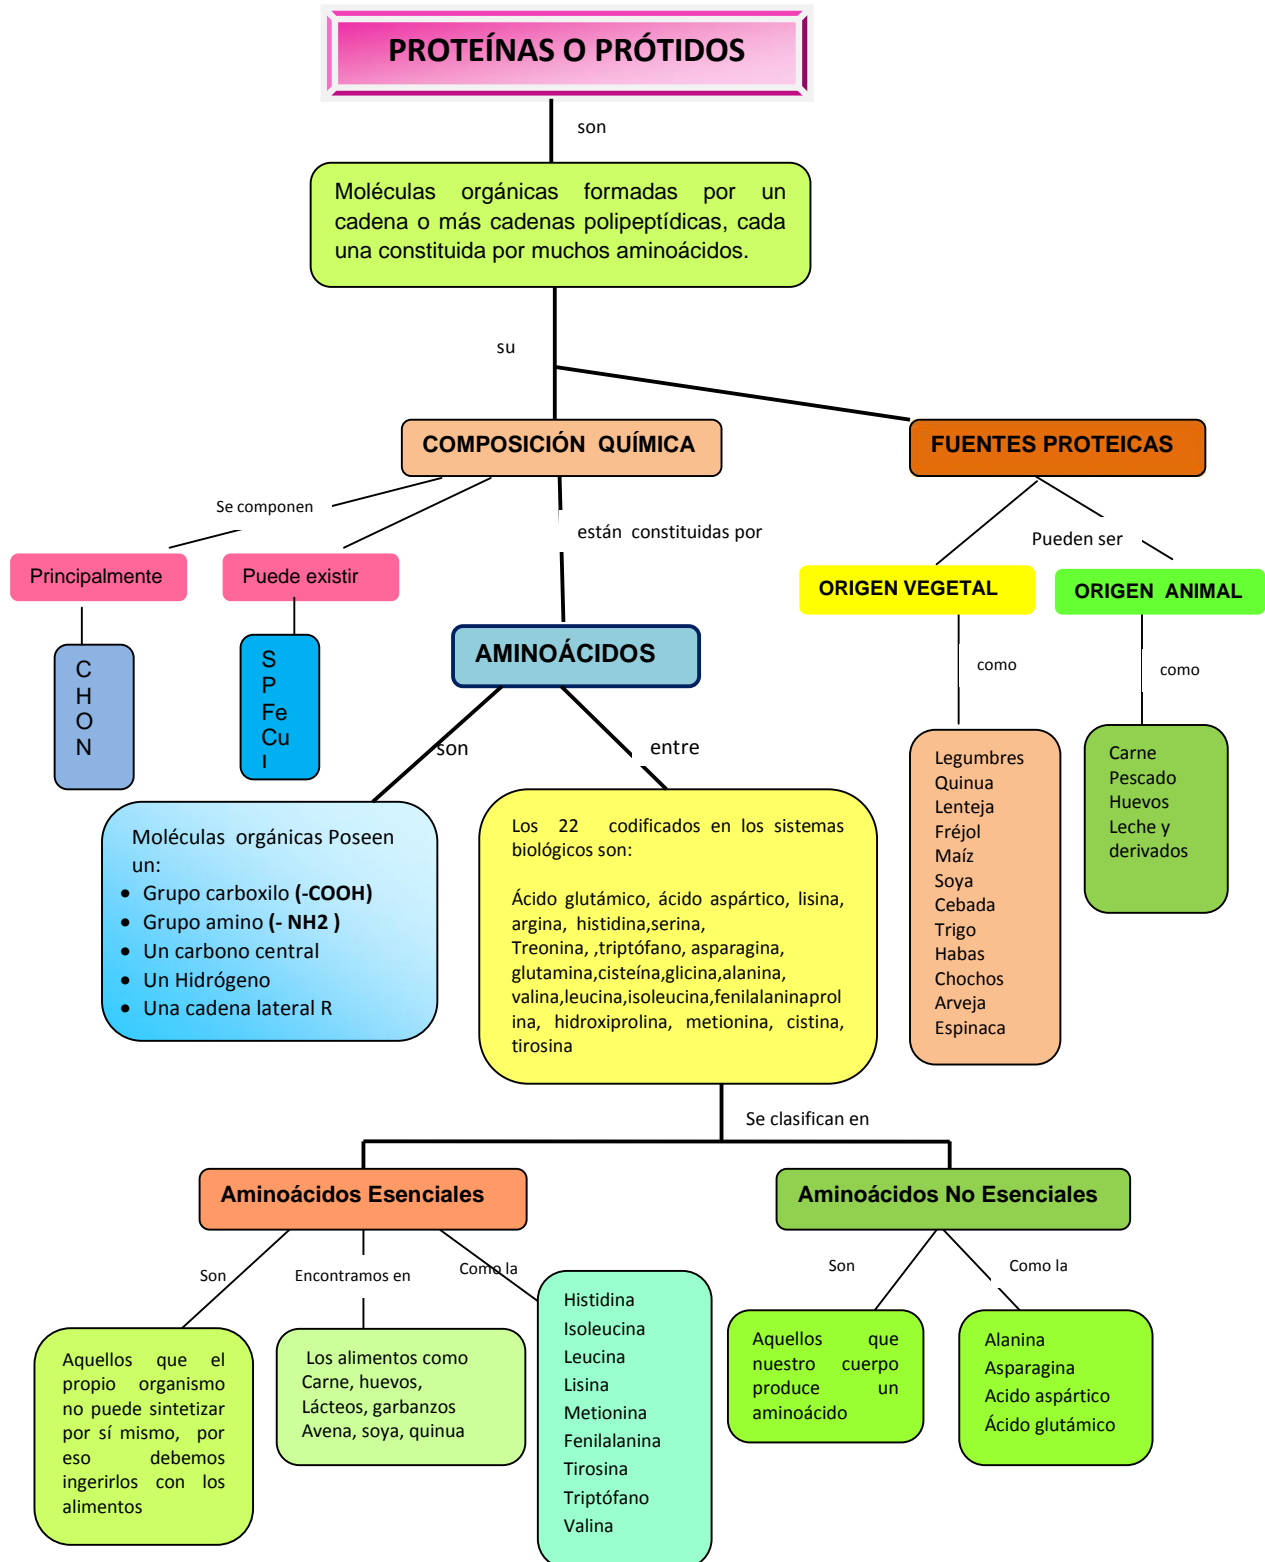 PROTEÍNAS O PRÓTIDOS
son
Moléculas orgánicas formadas por un
cadena o más cadenas polipeptídicas, cada
una constituida por muchos aminoácidos.
su
COMPOSICIÓN QUÍMICA
FUENTES PROTEICAS
Se componen
están constituidas por
Pueden ser
Principalmente
Puede existir
ORIGEN VEGETAL
ORIGEN ANIMAL
C
H
O
N
S
P
Fe
Cu
I
AMINOÁCIDOS
como
como
son
entre
Legumbres
Quinua
Lenteja
Fréjol
Maíz
Soya
Cebada
Trigo
Habas
Chochos
Arveja
Espinaca
Carne
Pescado
Huevos
Leche y
derivados
Moléculas orgánicas Poseen
un:
• Grupo carboxilo (-COOH)
• Grupo amino (- NH2 )
• Un carbono central
• Un Hidrógeno
• Una cadena lateral R
Los 22 codificados en los sistemas
biológicos son:
Ácido glutámico, ácido aspártico, lisina,
argina, histidina,serina,
Treonina, ,triptófano, asparagina,
glutamina,cisteína,glicina,alanina,
valina,leucina,isoleucina,fenilalaninaprol
ina, hidroxiprolina, metionina, cistina,
tirosina
Se clasifican en
Aminoácidos Esenciales
Aminoácidos No Esenciales
Son
Encontramos en
Como la
Son
Como la
Aquellos que el
propio organismo
no puede sintetizar
por sí mismo, por
eso debemos
ingerirlos con los
alimentos
Los alimentos como
Carne, huevos,
Lácteos, garbanzos
Avena, soya, quinua
Histidina
Isoleucina
Leucina
Lisina
Metionina
Fenilalanina
Tirosina
Triptófano
Valina
Aquellos que
nuestro cuerpo
produce un
aminoácido
Alanina
Asparagina
Acido aspártico
Ácido glutámico